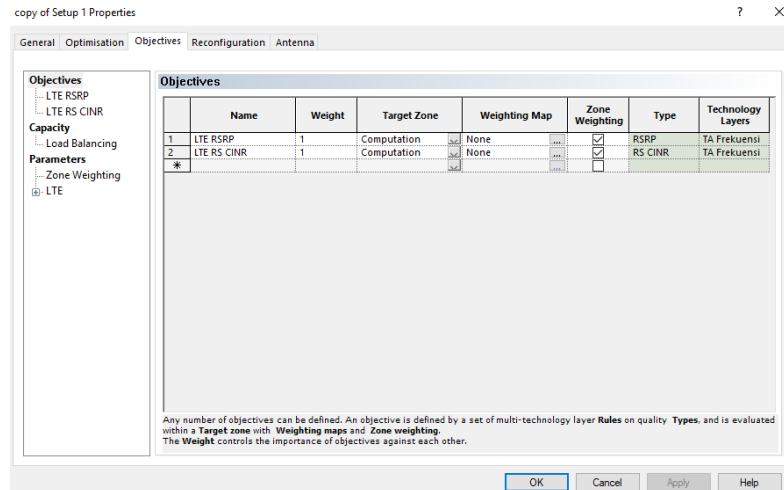 copy of Setup 1 Properties
? ×
General Optimisation Objectives Reconfiguration Antenna
Objectives
LTE RSRP
LTE RS CINR
Capacity
Load Balancing
Parameters
Zone Weighting
LTE
Objectives
Name Weight Target Zone Weighting Map Zone Weighting Type Technology Layers
1 LTE RSRP 1 Computation None ... RSRP TA Frekuensi
2 LTE RS CINR 1 Computation None ... RS CINR TA Frekuensi
* ...
Any number of objectives can be defined. An objective is defined by a set of multi-technology layer Rules on quality Types, and is evaluated
within a Target zone with Weighting maps and Zone weighting.
The Weight controls the importance of objectives against each other.
OK Cancel Apply Help